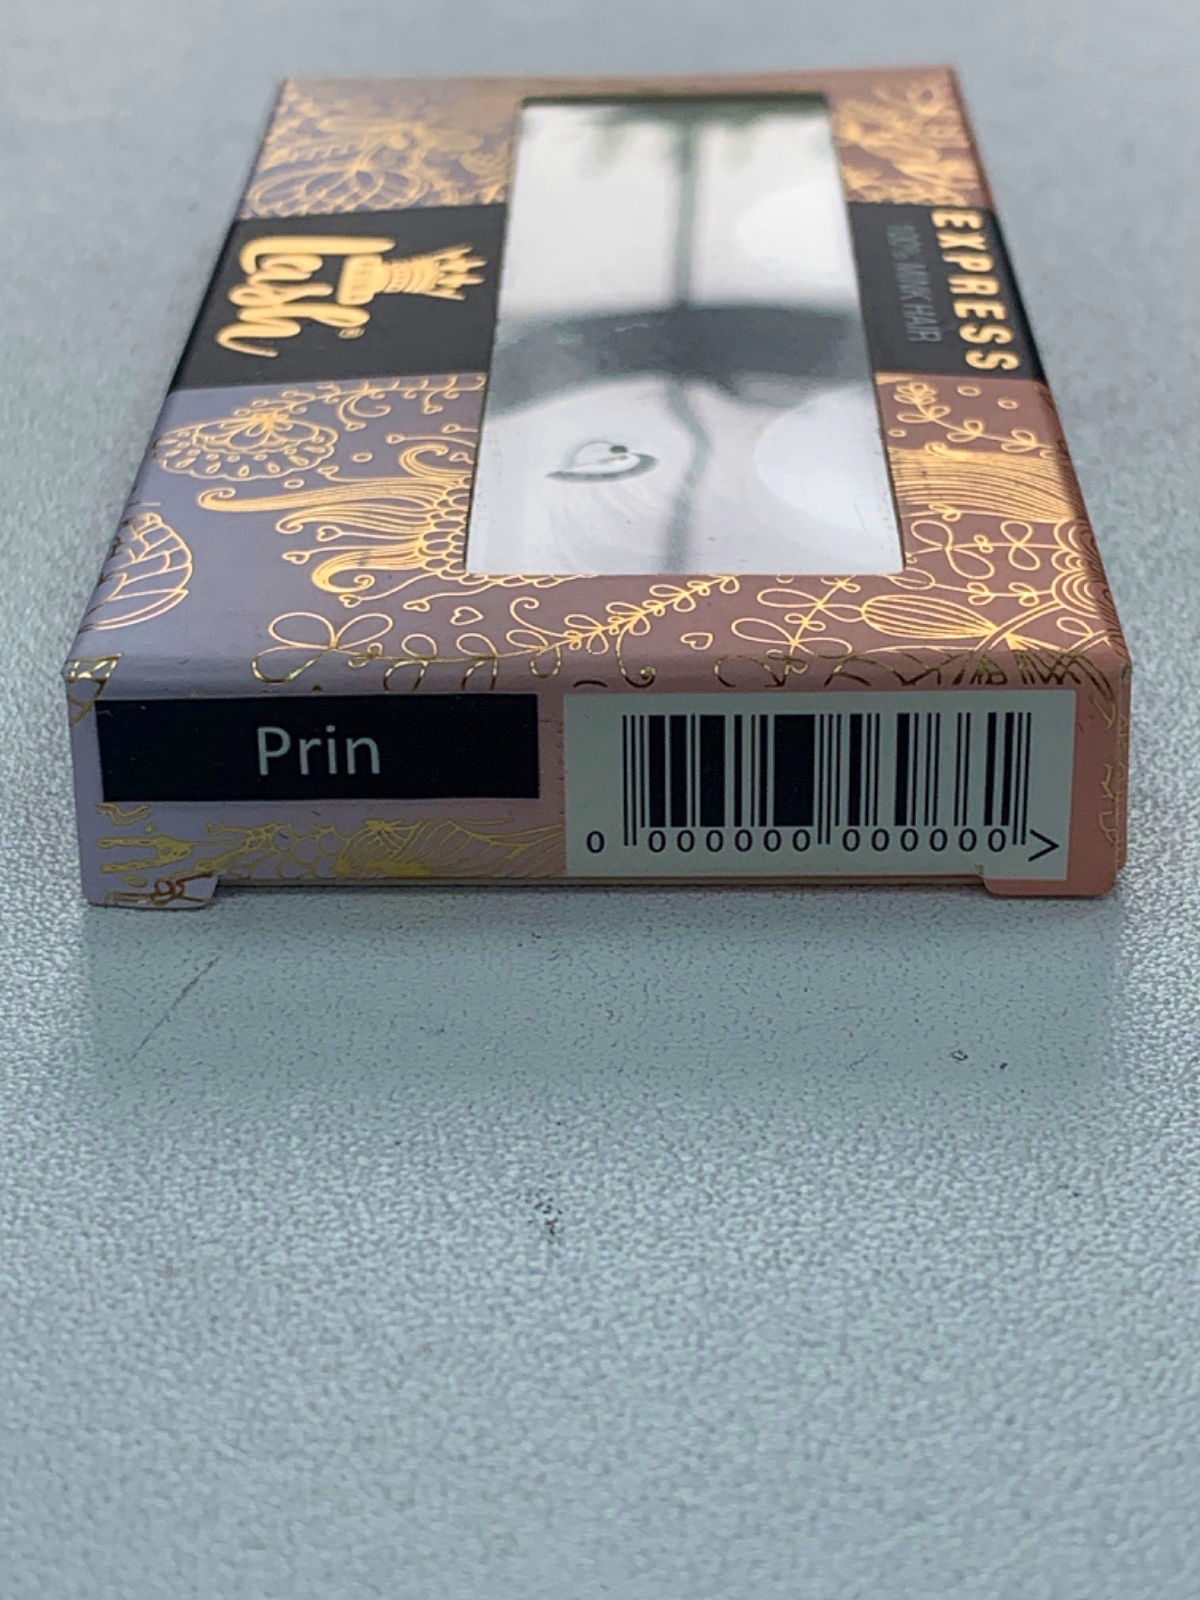 Lash®
EXPRESS
100% MINK HAIR
Prin
0 000000 000000 >